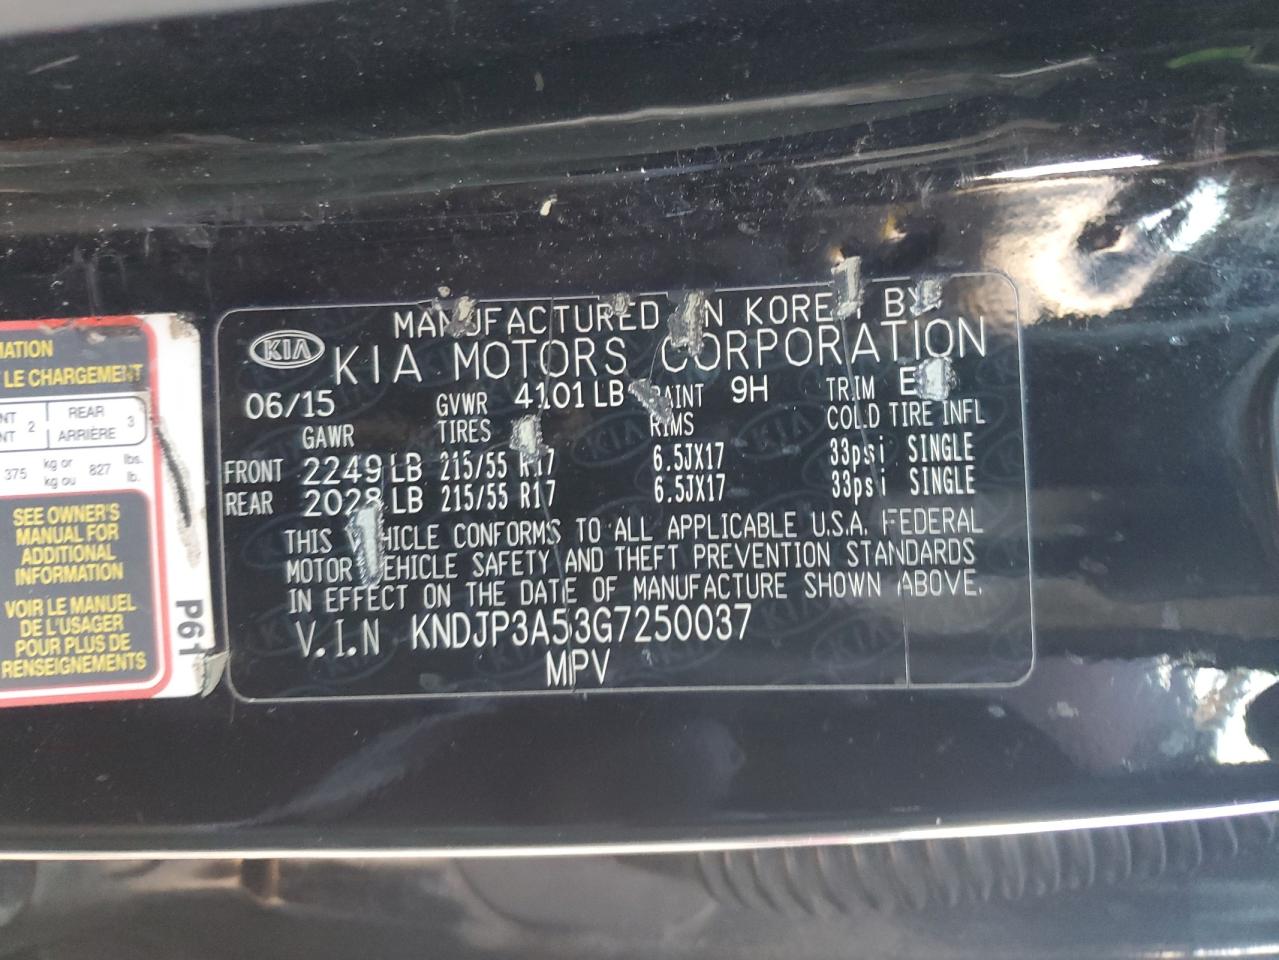 MATION
LE CHARGEMENT
2 REAR 3
ARRIÈRE
375 kg or 827 lbs.
kg ou lb.
SEE OWNER'S
MANUAL FOR
ADDITIONAL
INFORMATION
VOIR LE MANUEL
DE L'USAGER
POUR PLUS DE
RENSEIGNEMENTS
P61
MANUFACTURED IN KOREA BY
KIA KIA MOTORS CORPORATION
06/15 GVWR 4101 LB PAINT 9H TRIM
GAWR TIRES RIMS COLD TIRE INFL
FRONT 2249 LB 215/55 R17 6.5JX17 33psi SINGLE
REAR 2028 LB 215/55 R17 6.5JX17 33psi SINGLE
THIS VEHICLE CONFORMS TO ALL APPLICABLE U.S.A. FEDERAL
MOTOR VEHICLE SAFETY AND THEFT PREVENTION STANDARDS
IN EFFECT ON THE DATE OF MANUFACTURE SHOWN ABOVE.
V.I.N KNDJP3A53G7250037
MPV